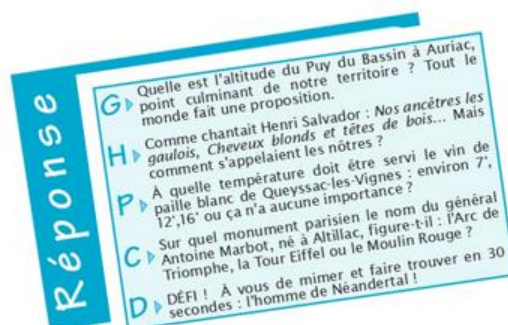 Réponse
G Quelle est l'altitude du Puy du Bassin à Auriac,
point culminant de notre territoire ? Tout le
monde fait une proposition.
H Comme chantait Henri Salvador : Nos ancêtres les
gaulois, Cheveux blonds et têtes de bois... Mais
comment s'appelaient les nôtres ?
P À quelle température doit être servi le vin de
paille blanc de Queyssac-les-Vignes : environ 7°,
12°,16° ou ça n'a aucune importance ?
C Sur quel monument parisien le nom du général
Antoine Marbot, né à Altillac, figure-t-il : l'Arc de
Triomphe, la Tour Eiffel ou le Moulin Rouge ?
D DÉFI ! À vous de mimer et faire trouver en 30
secondes : l'homme de Néandertal !